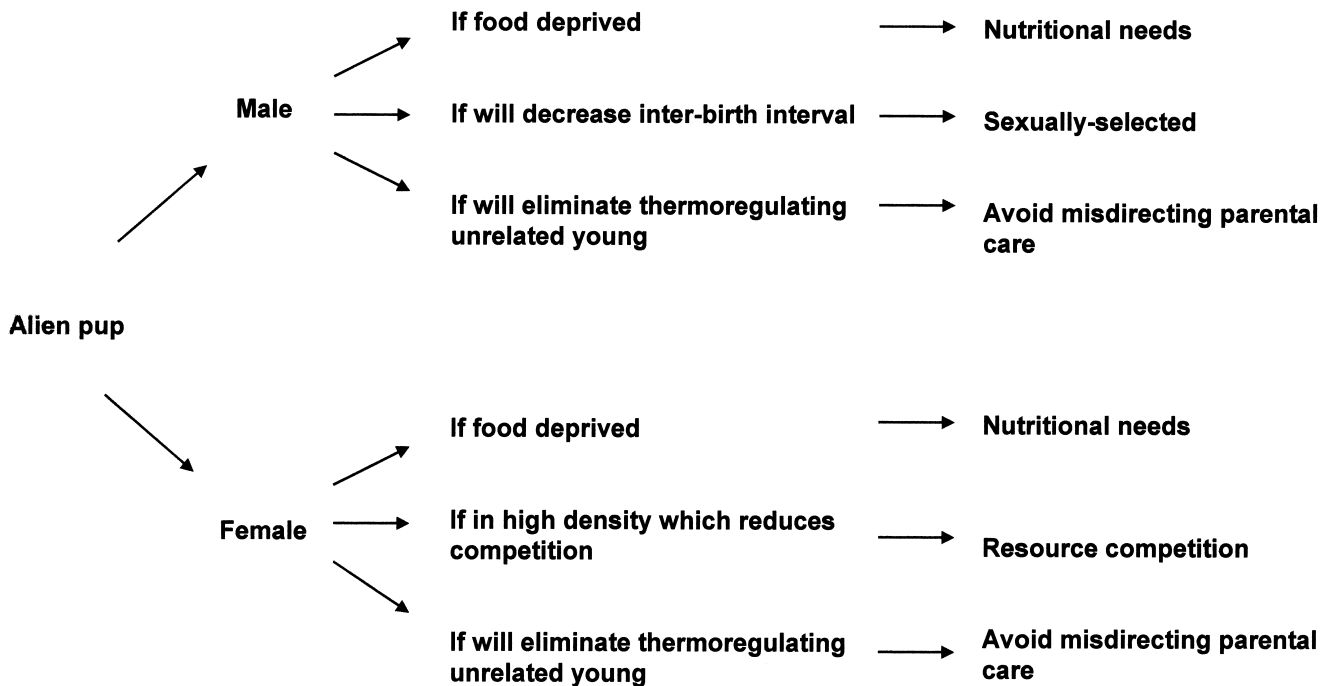 If food deprived
Nutritional needs
Male
If will decrease inter-birth interval
Sexually-selected
If will eliminate thermoregulating
unrelated young
Avoid misdirecting parental
care
Alien pup
If food deprived
Nutritional needs
Female
If in high density which reduces
competition
Resource competition
If will eliminate thermoregulating
unrelated young
Avoid misdirecting parental
care